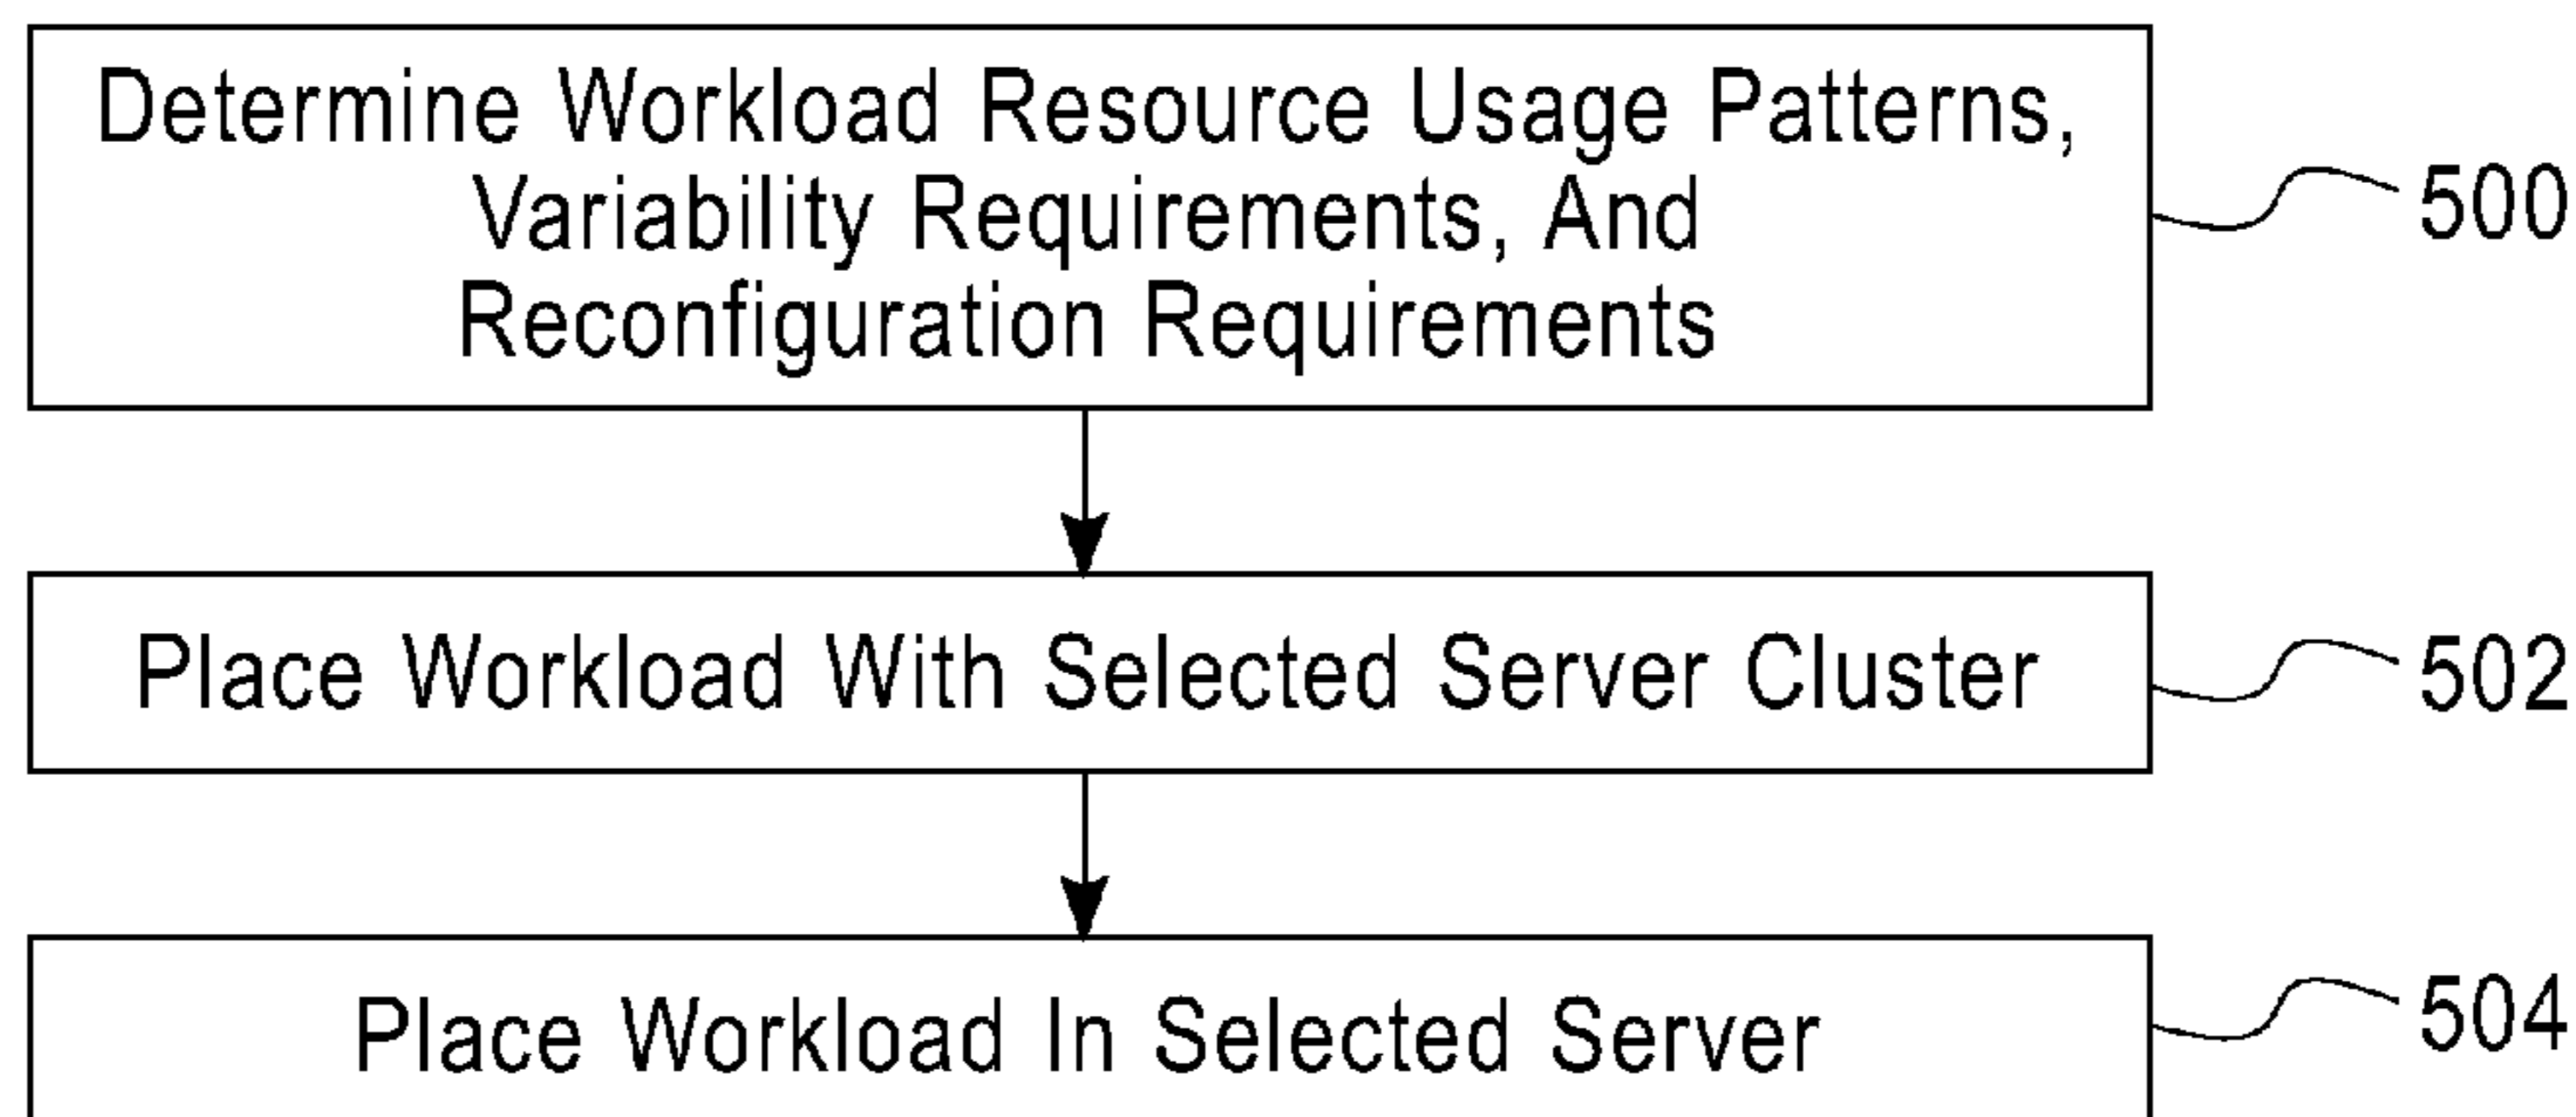 Determine Workload Resource Usage Patterns,
Variability Requirements, And
Reconfiguration Requirements
500
Place Workload With Selected Server Cluster
502
Place Workload In Selected Server
504